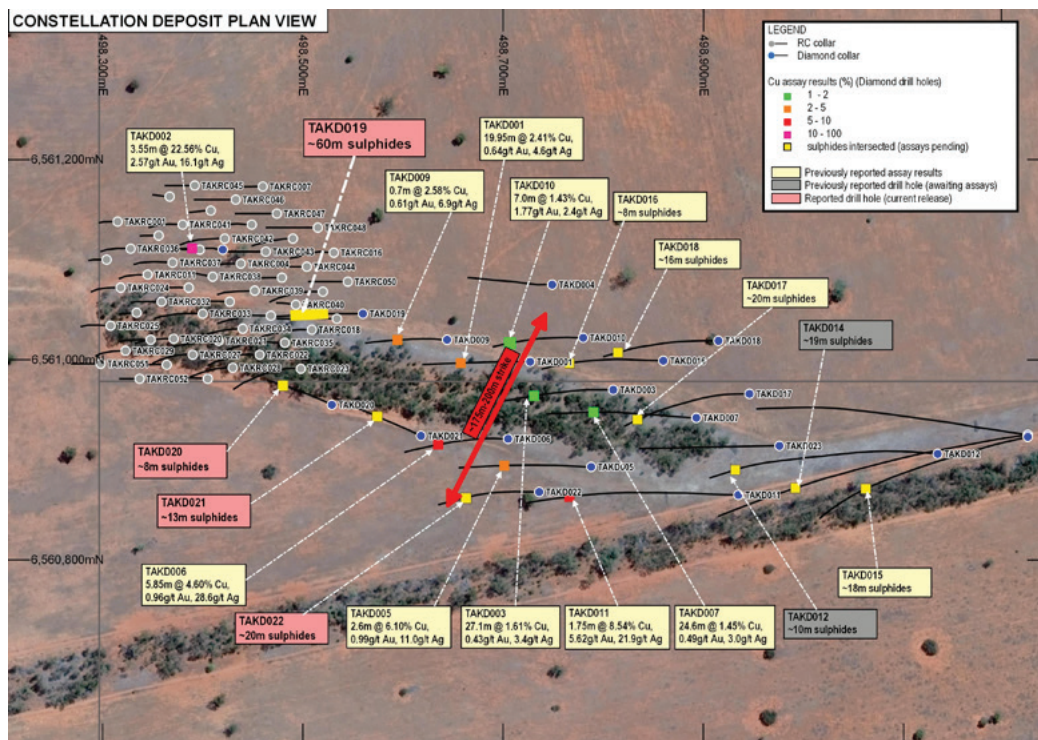 CONSTELLATION DEPOSIT PLAN VIEW
498,300mE
498,500mE
498,700mE
498,900mE
LEGEND
RC collar
Diamond collar
Cu assay results (%) (Diamond drill holes)
1 - 2
2 - 5
5 - 10
10 - 100
sulphides intersected (assays pending)
Previously reported assay results
Previously reported drill hole (awaiting assays)
Reported drill hole (current release)
6,561,200mN
6,561,000mN
6,560,800mN
TAKD002
3.55m @ 22.56% Cu,
2.57g/t Au, 16.1g/t Ag
TAKD019
~60m sulphides
TAKD001
19.95m @ 2.41% Cu,
0.64g/t Au, 4.6g/t Ag
TAKD009
0.7m @ 2.58% Cu,
0.61g/t Au, 6.9g/t Ag
TAKD010
7.0m @ 1.43% Cu,
1.77g/t Au, 2.4g/t Ag
TAKD016
~8m sulphides
TAKD018
~16m sulphides
TAKD017
~20m sulphides
TAKD014
~19m sulphides
TAKRC045
TAKRC007
TAKRC046
TAKRC047
TAKRC001
TAKRC041
TAKRC048
TAKRC042
TAKRC036
TAKRC043
TAKRC016
TAKRC037
TAKRC004
TAKRC044
TAKRC011
TAKRC038
TAKRC050
TAKRC024
TAKRC039
TAKRC032
TAKRC040
TAKRC033
TAKD019
TAKRC025
TAKRC034
TAKRC018
TAKRC020
TAKRC035
TAKRC029
TAKRC027
TAKRC022
TAKRC051
TAKRC028
TAKRC023
TAKRC052
TAKD004
TAKD009
TAKD010
TAKD018
TAKD001
TAKD015
TAKD003
TAKD017
TAKD007
TAKD020
TAKD021
TAKD006
TAKD023
TAKD012
TAKD005
TAKD022
TAKD011
~175m-200m strike
TAKD020
~8m sulphides
TAKD021
~13m sulphides
TAKD006
5.85m @ 4.60% Cu,
0.96g/t Au, 28.6g/t Ag
TAKD022
~20m sulphides
TAKD005
2.6m @ 6.10% Cu,
0.99g/t Au, 11.0g/t Ag
TAKD003
27.1m @ 1.61% Cu,
0.43g/t Au, 3.4g/t Ag
TAKD011
1.75m @ 8.54% Cu,
5.62g/t Au, 21.9g/t Ag
TAKD007
24.6m @ 1.45% Cu,
0.49g/t Au, 3.0g/t Ag
TAKD012
~10m sulphides
TAKD015
~18m sulphides